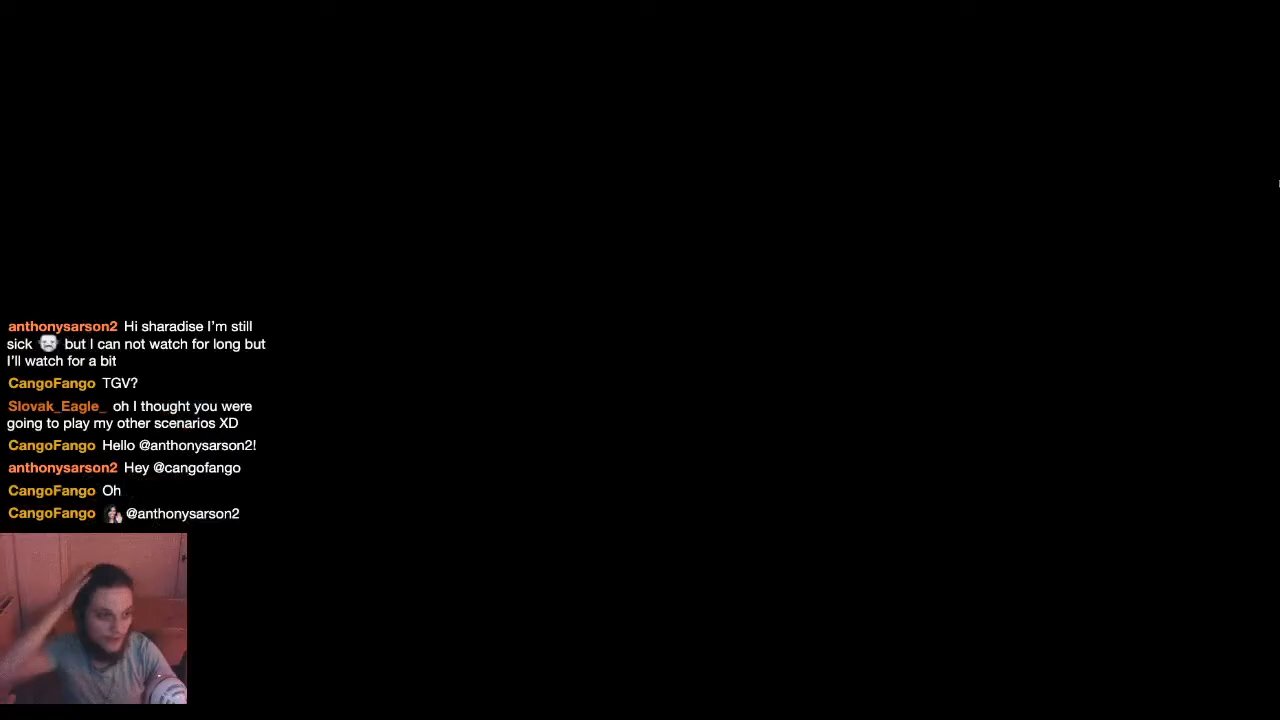 anthonysarson2 Hi sharadise I'm still
sick but I can not watch for long but
I'll watch for a bit
CangoFango TGV?
Slovak_Eagle_ oh I thought you were
going to play my other scenarios XD
CangoFango Hello @anthonysarson2!
anthonysarson2 Hey @cangofango
CangoFango Oh
CangoFango @anthonysarson2